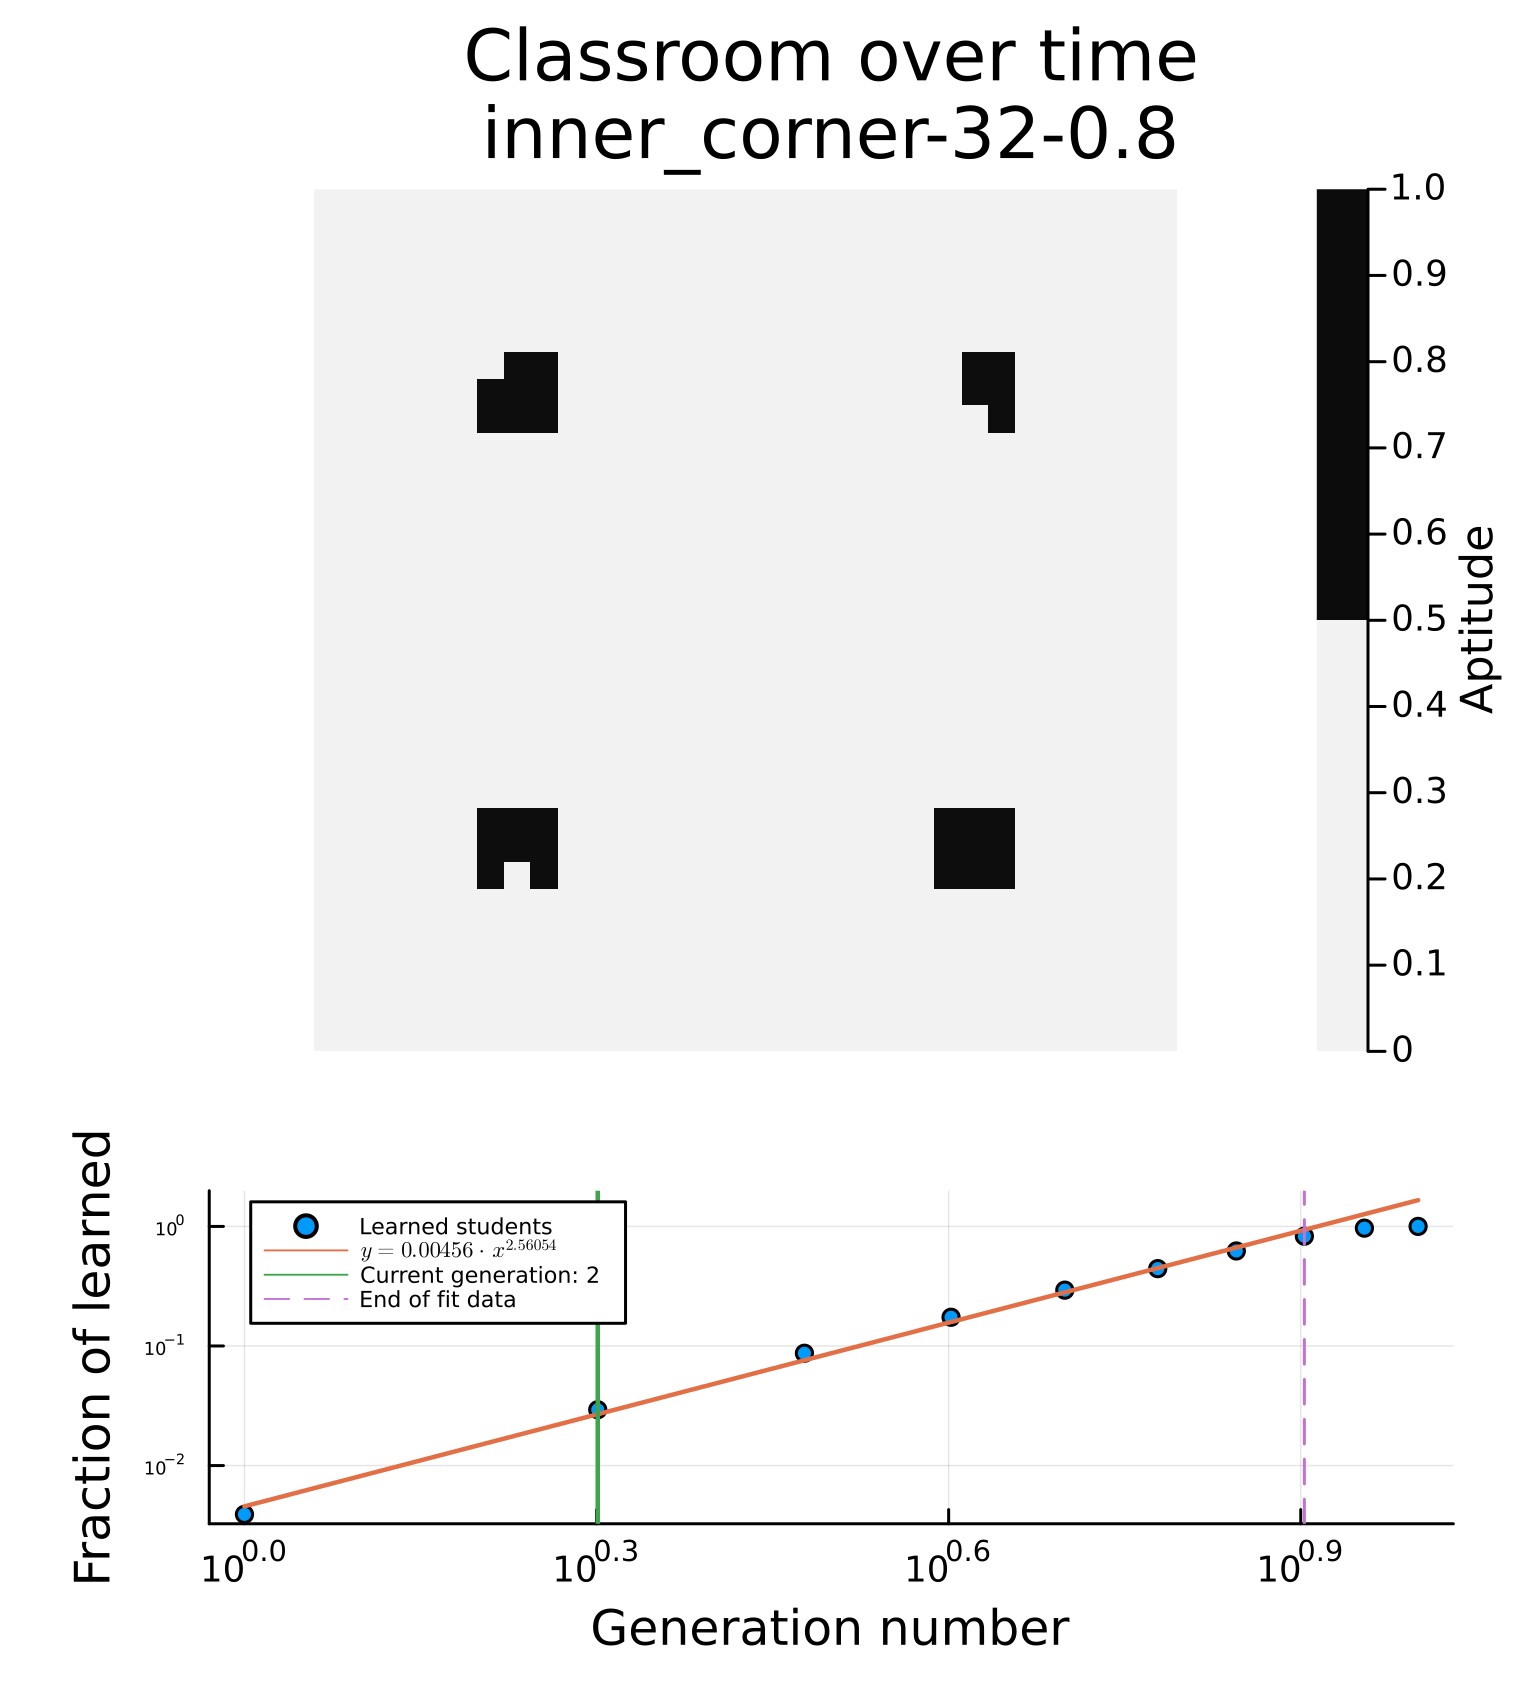 Classroom over time
inner_corner-32-0.8
1.0
0.9
0.8
0.7
0.6
0.5
0.4
0.3
0.2
0.1
0
Aptitude
Fraction of learned
10^0
10^−1
10^−2
Learned students
y = 0.00456 · x^2.56054
Current generation: 2
End of fit data
10^0.0 10^0.3 10^0.6 10^0.9
Generation number